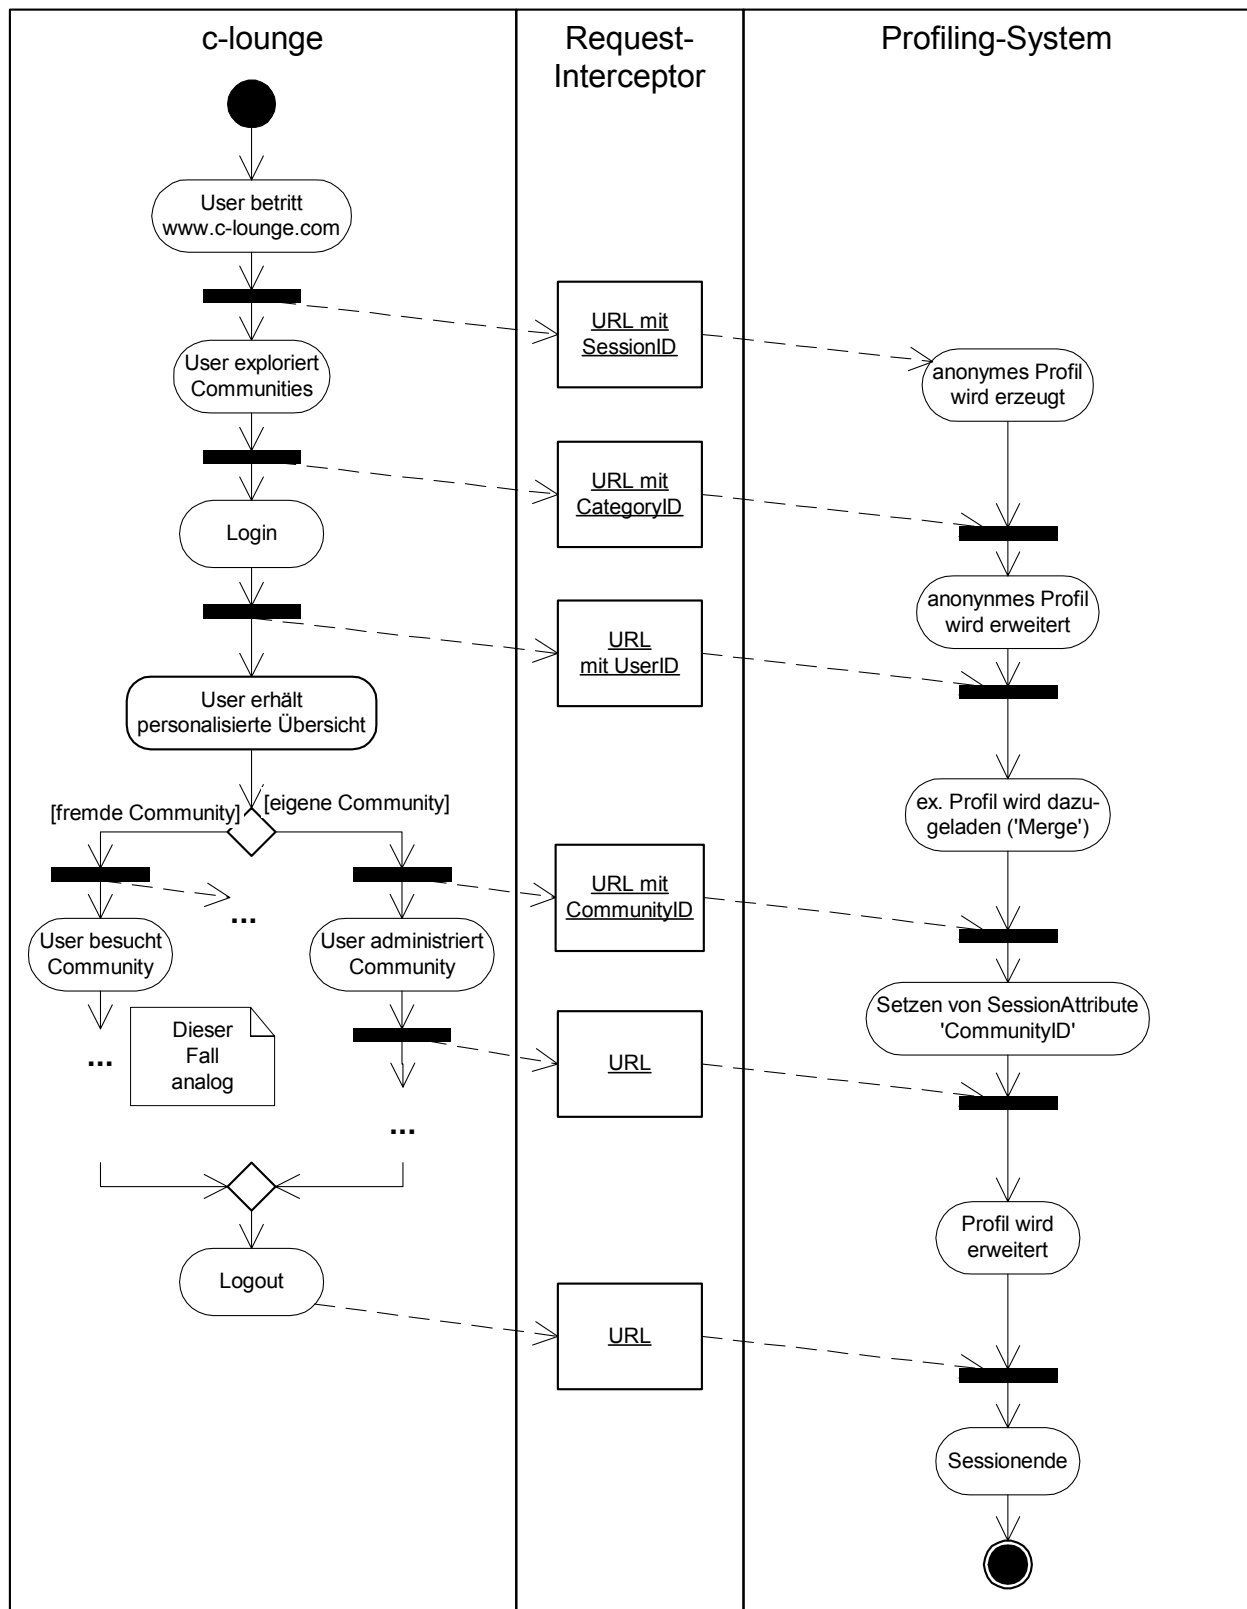 c-lounge
Request-
Interceptor
Profiling-System
User betritt
www.c-lounge.com
URL mit
SessionID
User exploriert
Communities
anonymes Profil
wird erzeugt
URL mit
CategoryID
Login
anonynmes Profil
wird erweitert
URL
mit UserID
User erhält
personalisierte Übersicht
[fremde Community]
[eigene Community]
ex. Profil wird dazu-
geladen ('Merge')
URL mit
CommunityID
...
User besucht
Community
User administriert
Community
Setzen von SessionAttribute
'CommunityID'
Dieser
Fall
analog
...
URL
...
Profil wird
erweitert
Logout
URL
Sessionende